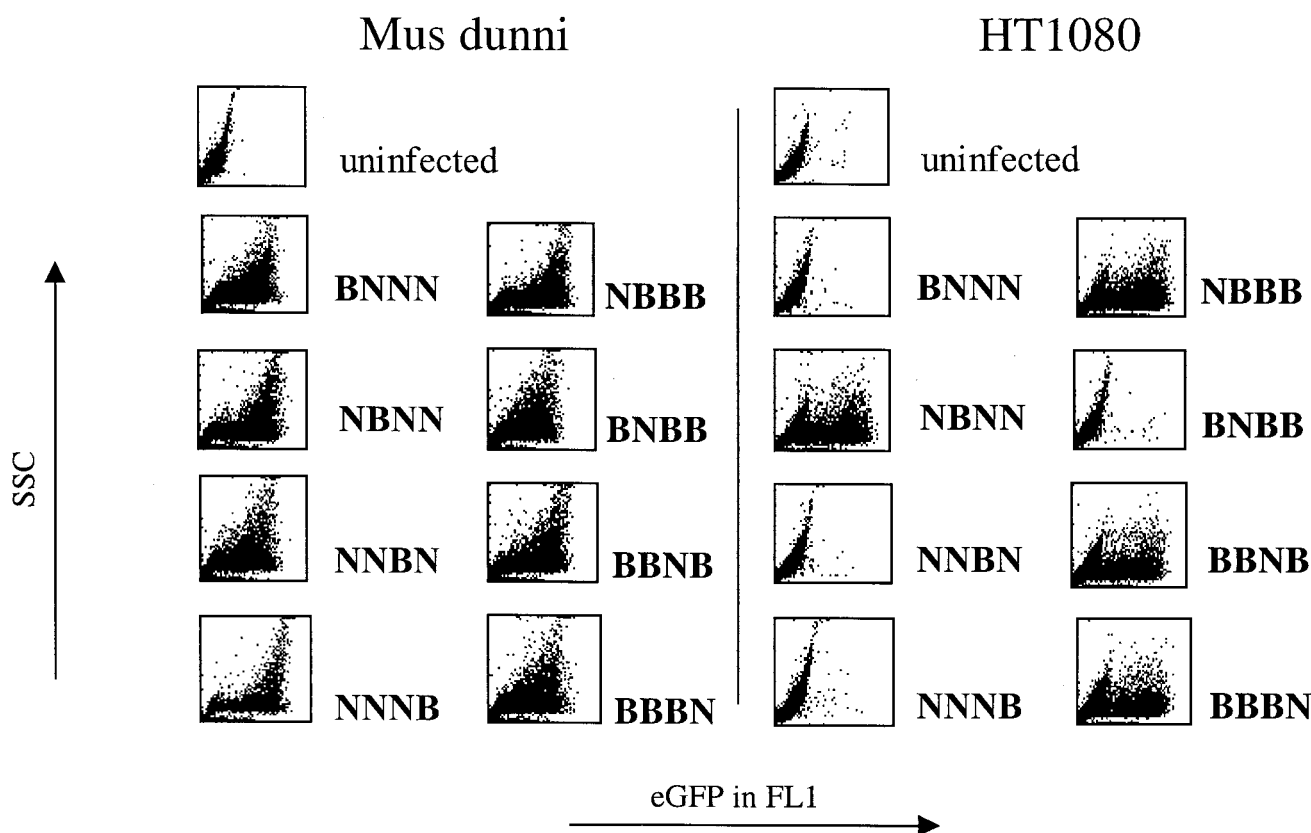 Mus dunni HT1080
uninfected uninfected
BNNN NBBB BNNN NBBB
NBNN BNBB NBNN BNBB
SSC
NNBN BBNB NNBN BBNB
NNNB BBBN NNNB BBBN
eGFP in FL1